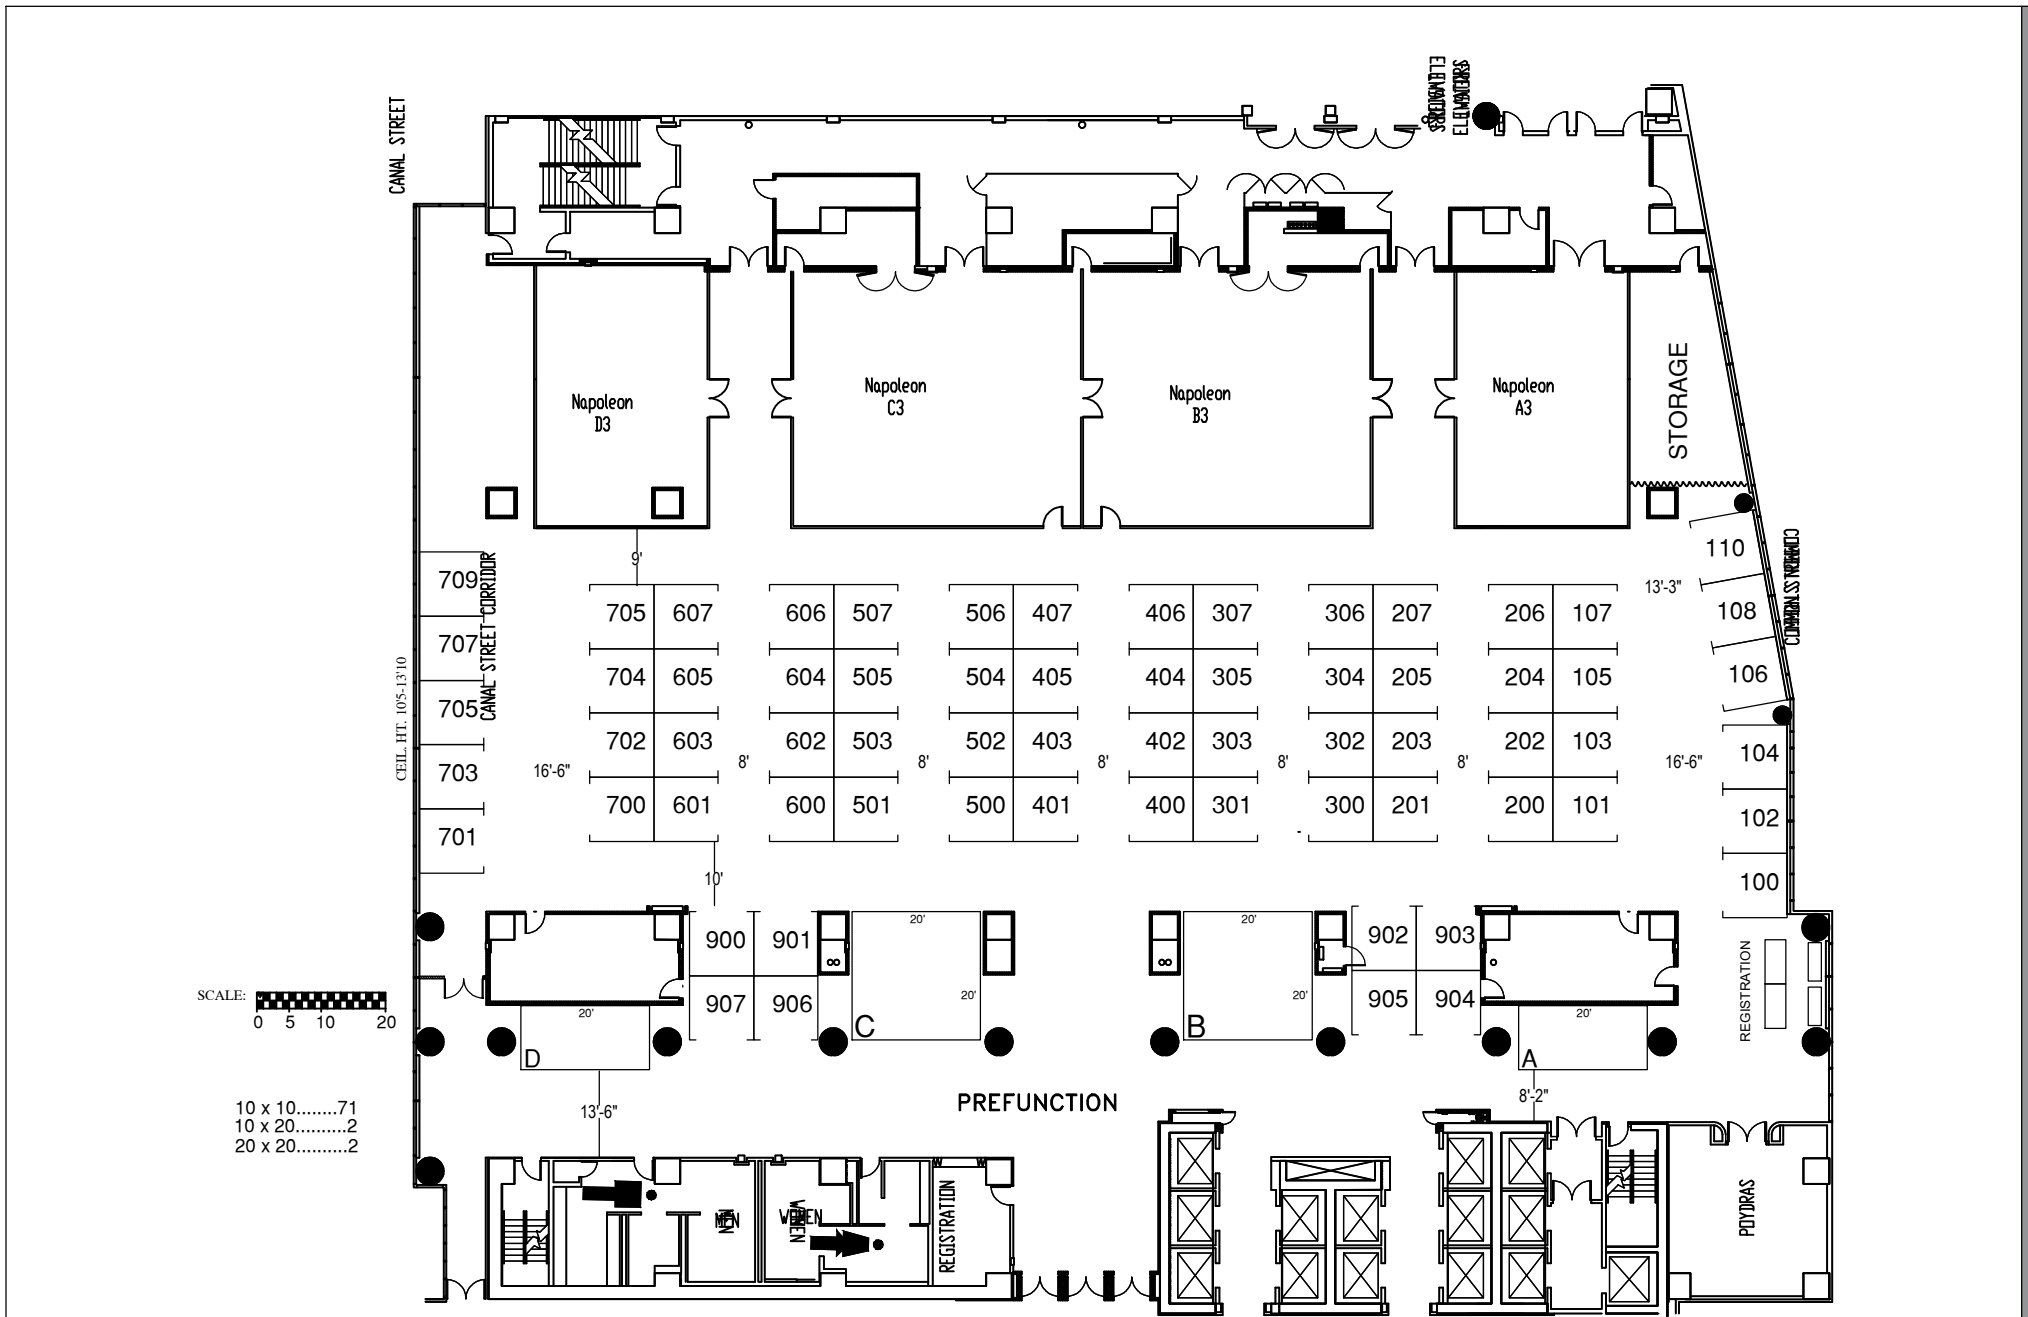 CANAL STREET
ELEVATORS
ELEVATORS
Napoleon
D3
Napoleon
C3
Napoleon
B3
Napoleon
A3
STORAGE
CANAL STREET CORRIDOR
CEIL. HT. 10'5-13'10
9'
13'-3"
110
108
106
104
102
100
709
707
705
703
701
705 607 606 507 506 407 406 307 306 207 206 107
704 605 604 505 504 405 404 305 304 205 204 105
702 603 602 503 502 403 402 303 302 203 202 103
16'-6" 8' 8' 8' 8' 8' 16'-6"
700 601 600 501 500 401 400 301 300 201 200 101
10'
900 901
907 906
20'
20'
C
20'
20'
B
902 903
905 904
20'
D
20'
A
REGISTRATION
SCALE:
0 5 10 20
13'-6"
8'-2"
PREFUNCTION
10 x 10........71
10 x 20..........2
20 x 20..........2
MEN
MEN
WOMEN
WOMEN
REGISTRATION
POYDRAS